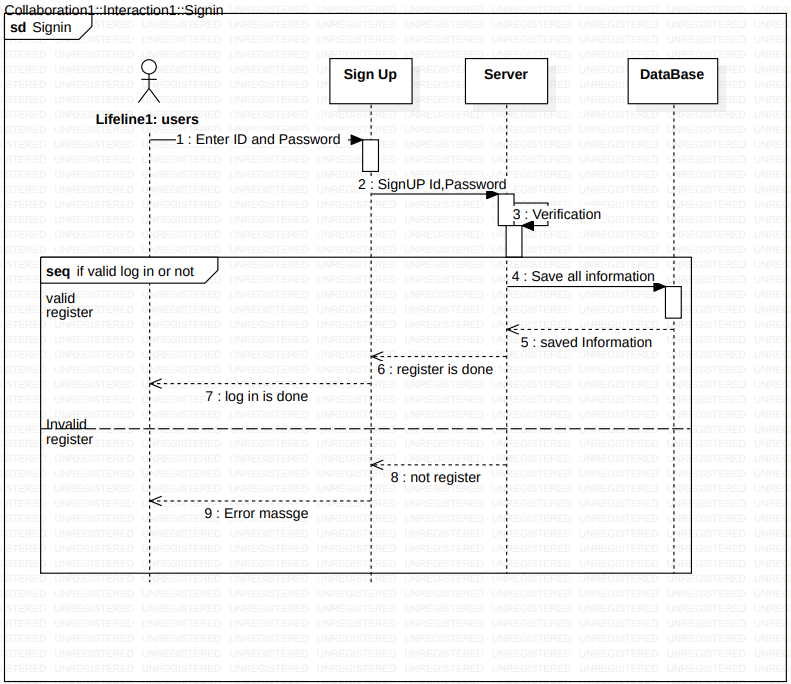 Collaboration1::Interaction1::Signin
sd Signin
Sign Up
Server
DataBase
Lifeline1: users
1 : Enter ID and Password
2 : SignUP Id,Password
3 : Verification
seq if valid log in or not
4 : Save all information
valid
register
5 : saved Information
6 : register is done
7 : log in is done
Invalid
register
8 : not register
9 : Error massge
UNREGISTERED